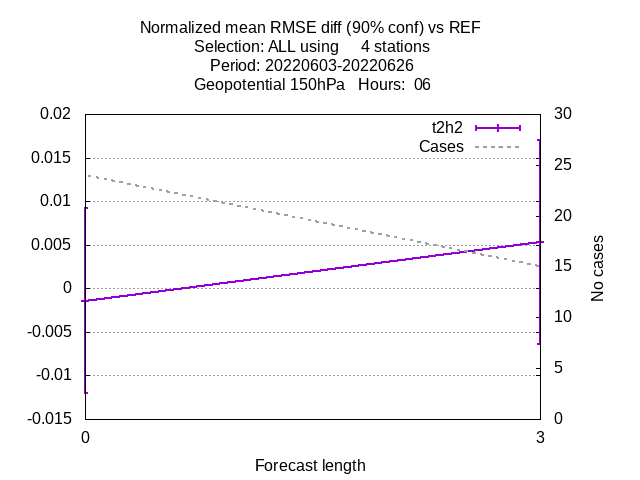 Normalized mean RMSE diff (90% conf) vs REF
Selection: ALL using     4 stations
Period: 20220603-20220626
Geopotential 150hPa   Hours:  06
0.02
30
t2h2
Cases
0.015
25
0.01
20
0.005
15
0
10
-0.005
5
-0.01
-0.015
0
No cases
0
3
Forecast length